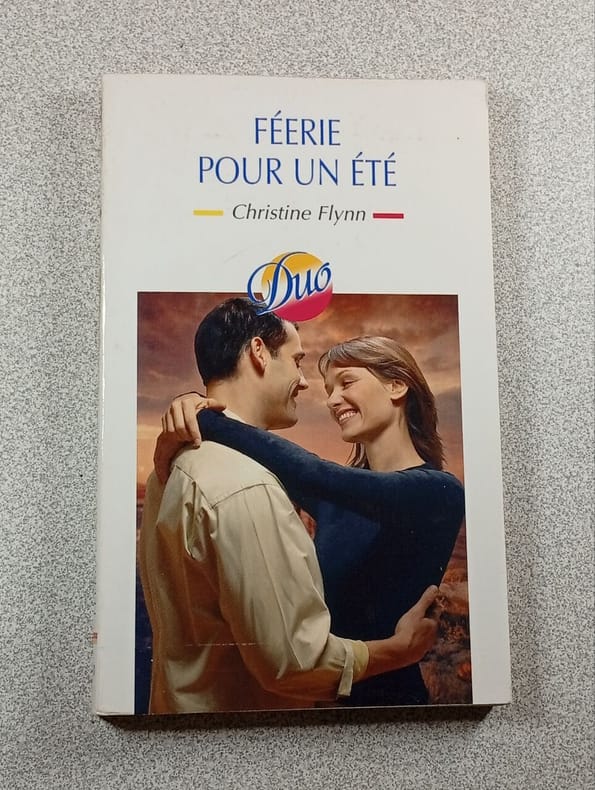 FÉERIE
POUR UN ÉTÉ
Christine Flynn
Duo